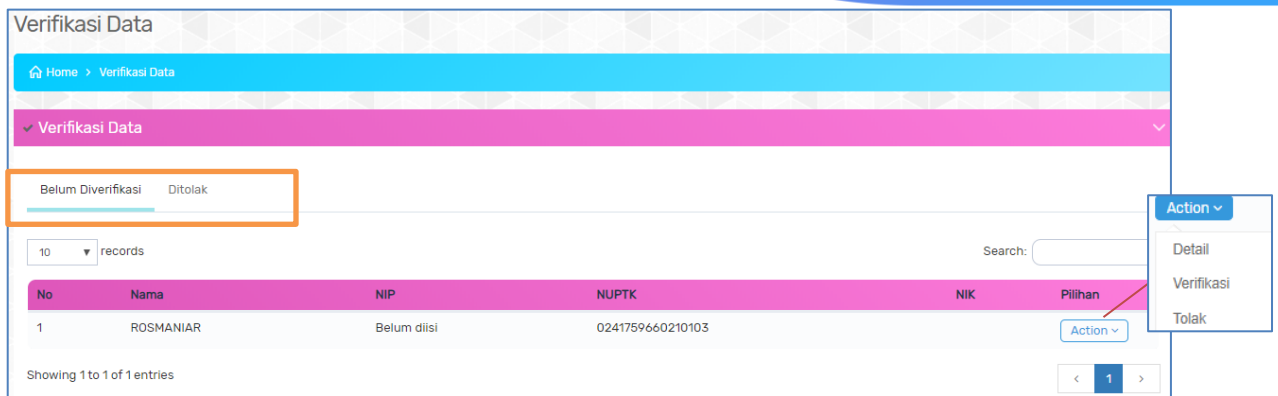 Verifikasi Data
Home > Verifikasi Data
Verifikasi Data
Belum Diverifikasi Ditolak
10 records Search:
No Nama NIP NUPTK NIK Pilihan
1 ROSMANIAR Belum diisi 0241759660210103 Action
Showing 1 to 1 of 1 entries < 1 >
Action
Detail
Verifikasi
Tolak